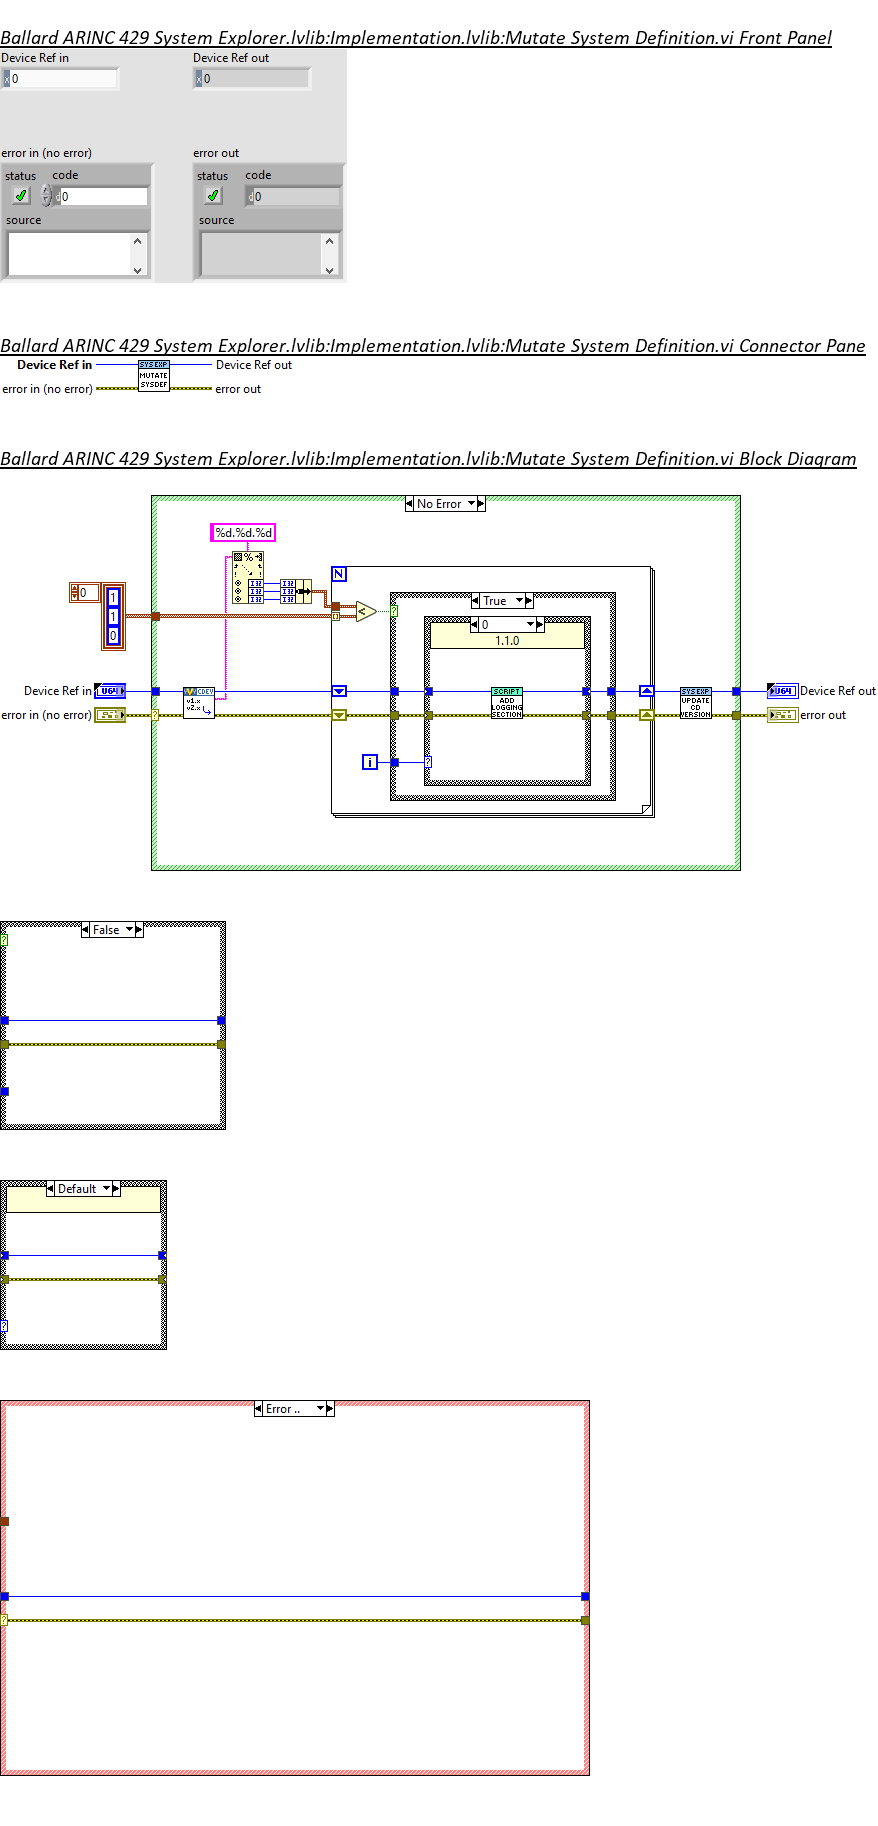 Ballard ARINC 429 System Explorer.lvlib:Implementation.lvlib:Mutate System Definition.vi Front Panel
Device Ref in
Device Ref out
x 0
x 0
error in (no error)
error out
status code
status code
d 0
d 0
source
source
Ballard ARINC 429 System Explorer.lvlib:Implementation.lvlib:Mutate System Definition.vi Connector Pane
Device Ref in
SYS EXP
MUTATE
SYSDEF
Device Ref out
error in (no error)
error out
Ballard ARINC 429 System Explorer.lvlib:Implementation.lvlib:Mutate System Definition.vi Block Diagram
No Error
%d.%d.%d
%
I32
I32
I32
I32
I32
I32
N
0
1
1
0
<
?
True
0
1.1.0
Device Ref in
U64
CDEV
v1.x
v2.x
SCRIPT
ADD
LOGGING
SECTION
SYS EXP
UPDATE
CD
VERSION
U64
Device Ref out
error in (no error)
?
error out
i
?
False
?
Default
?
Error ..
?